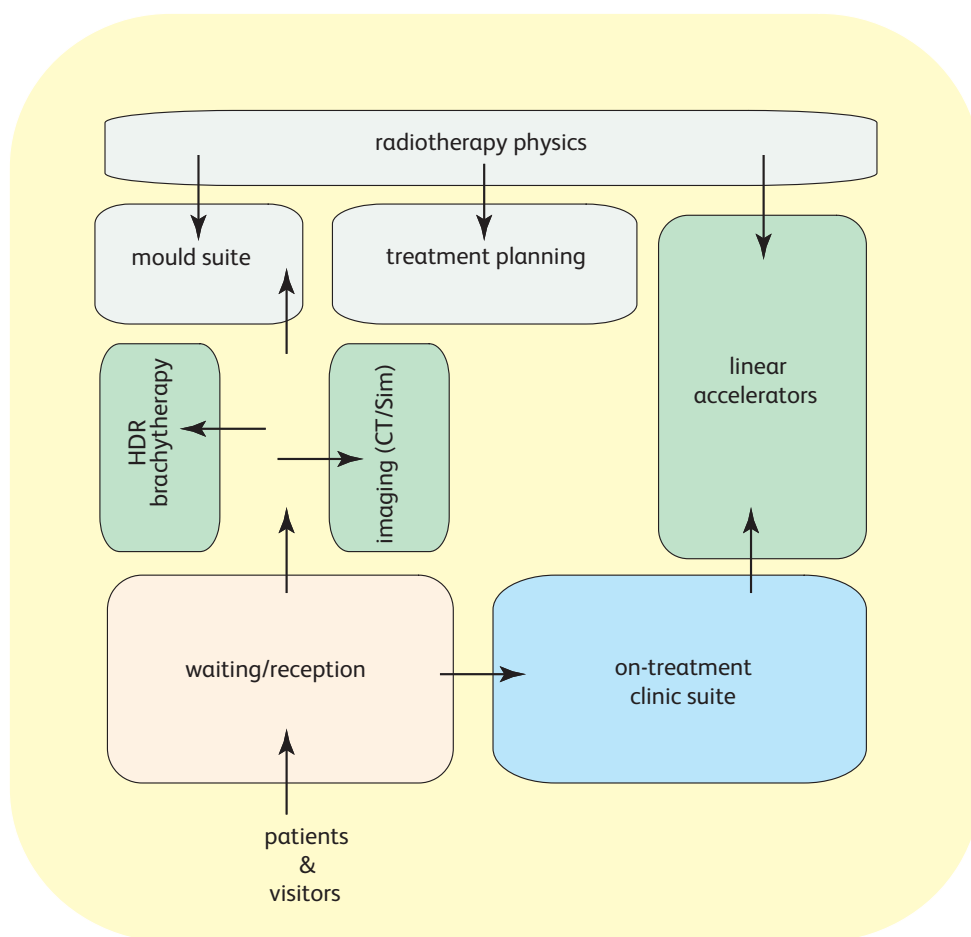 radiotherapy physics
mould suite
treatment planning
linear
accelerators
HDR
brachytherapy
imaging (CT/Sim)
waiting/reception
on-treatment
clinic suite
patients
&
visitors